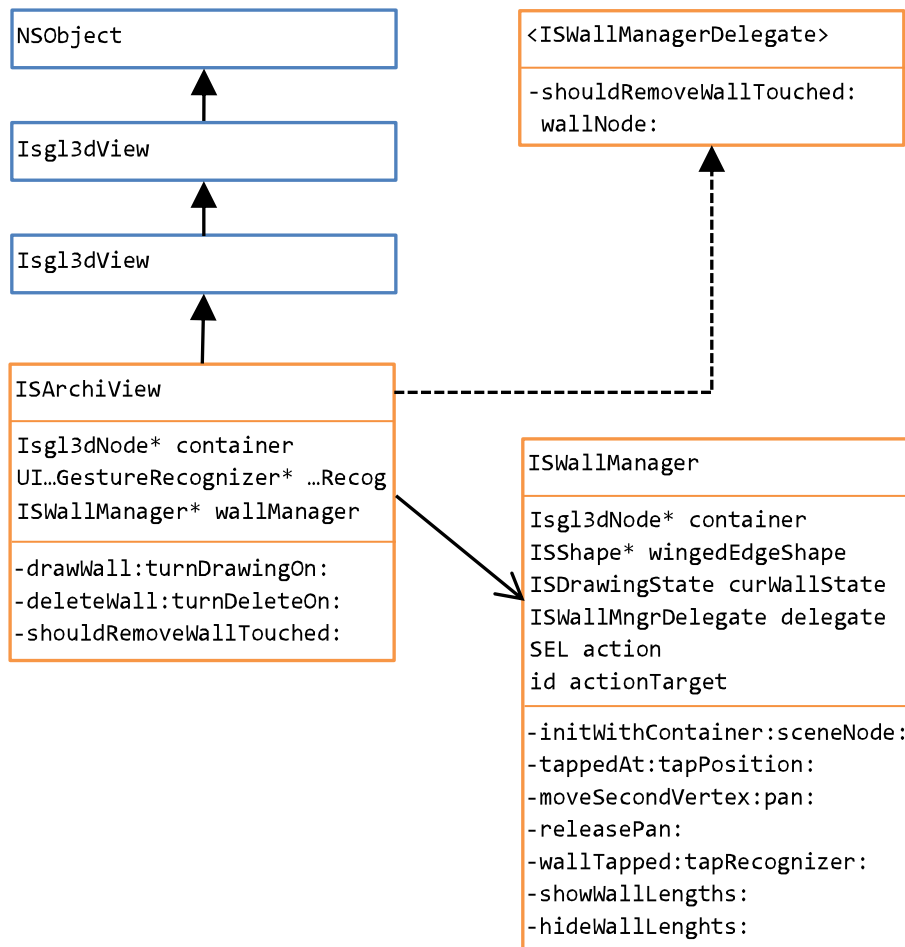 NSObject
Isgl3dView
Isgl3dView
ISArchiView
Isgl3dNode* container
UI…GestureRecognizer* …Recog
ISWallManager* wallManager
-drawWall:turnDrawingOn:
-deleteWall:turnDeleteOn:
-shouldRemoveWallTouched:
<ISWallManagerDelegate>
-shouldRemoveWallTouched:
wallNode:
ISWallManager
Isgl3dNode* container
ISShape* wingedEdgeShape
ISDrawingState curWallState
ISWallMngrDelegate delegate
SEL action
id actionTarget
-initWithContainer:sceneNode:
-tappedAt:tapPosition:
-moveSecondVertex:pan:
-releasePan:
-wallTapped:tapRecognizer:
-showWallLengths:
-hideWallLenghts: